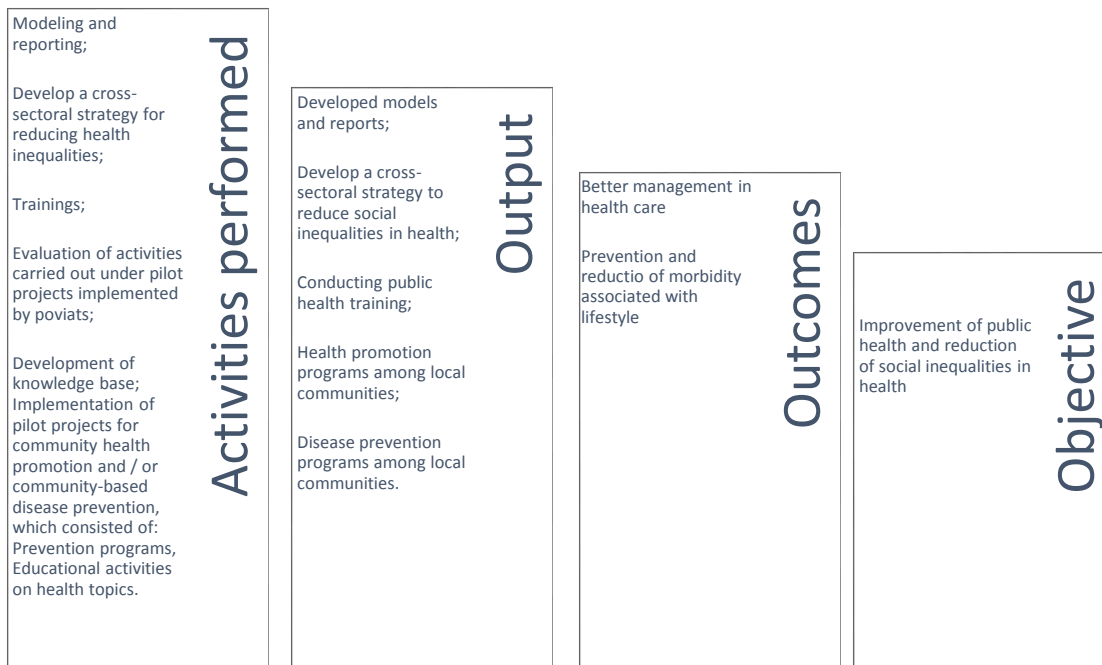 Modeling and
reporting;
Develop a cross-
sectoral strategy for
reducing health
inequalities;
Trainings;
Evaluation of activities
carried out under pilot
projects implemented
by poviats;
Development of
knowledge base;
Implementation of
pilot projects for
community health
promotion and / or
community-based
disease prevention,
which consisted of:
Prevention programs,
Educational activities
on health topics.
Activities performed
Developed models
and reports;
Develop a cross-
sectoral strategy to
reduce social
inequalities in health;
Conducting public
health training;
Health promotion
programs among local
communities;
Disease prevention
programs among local
communities.
Output
Better management in
health care
Prevention and
reductio of morbidity
associated with
lifestyle
Outcomes
Improvement of public
health and reduction
of social inequalities in
health
Objective